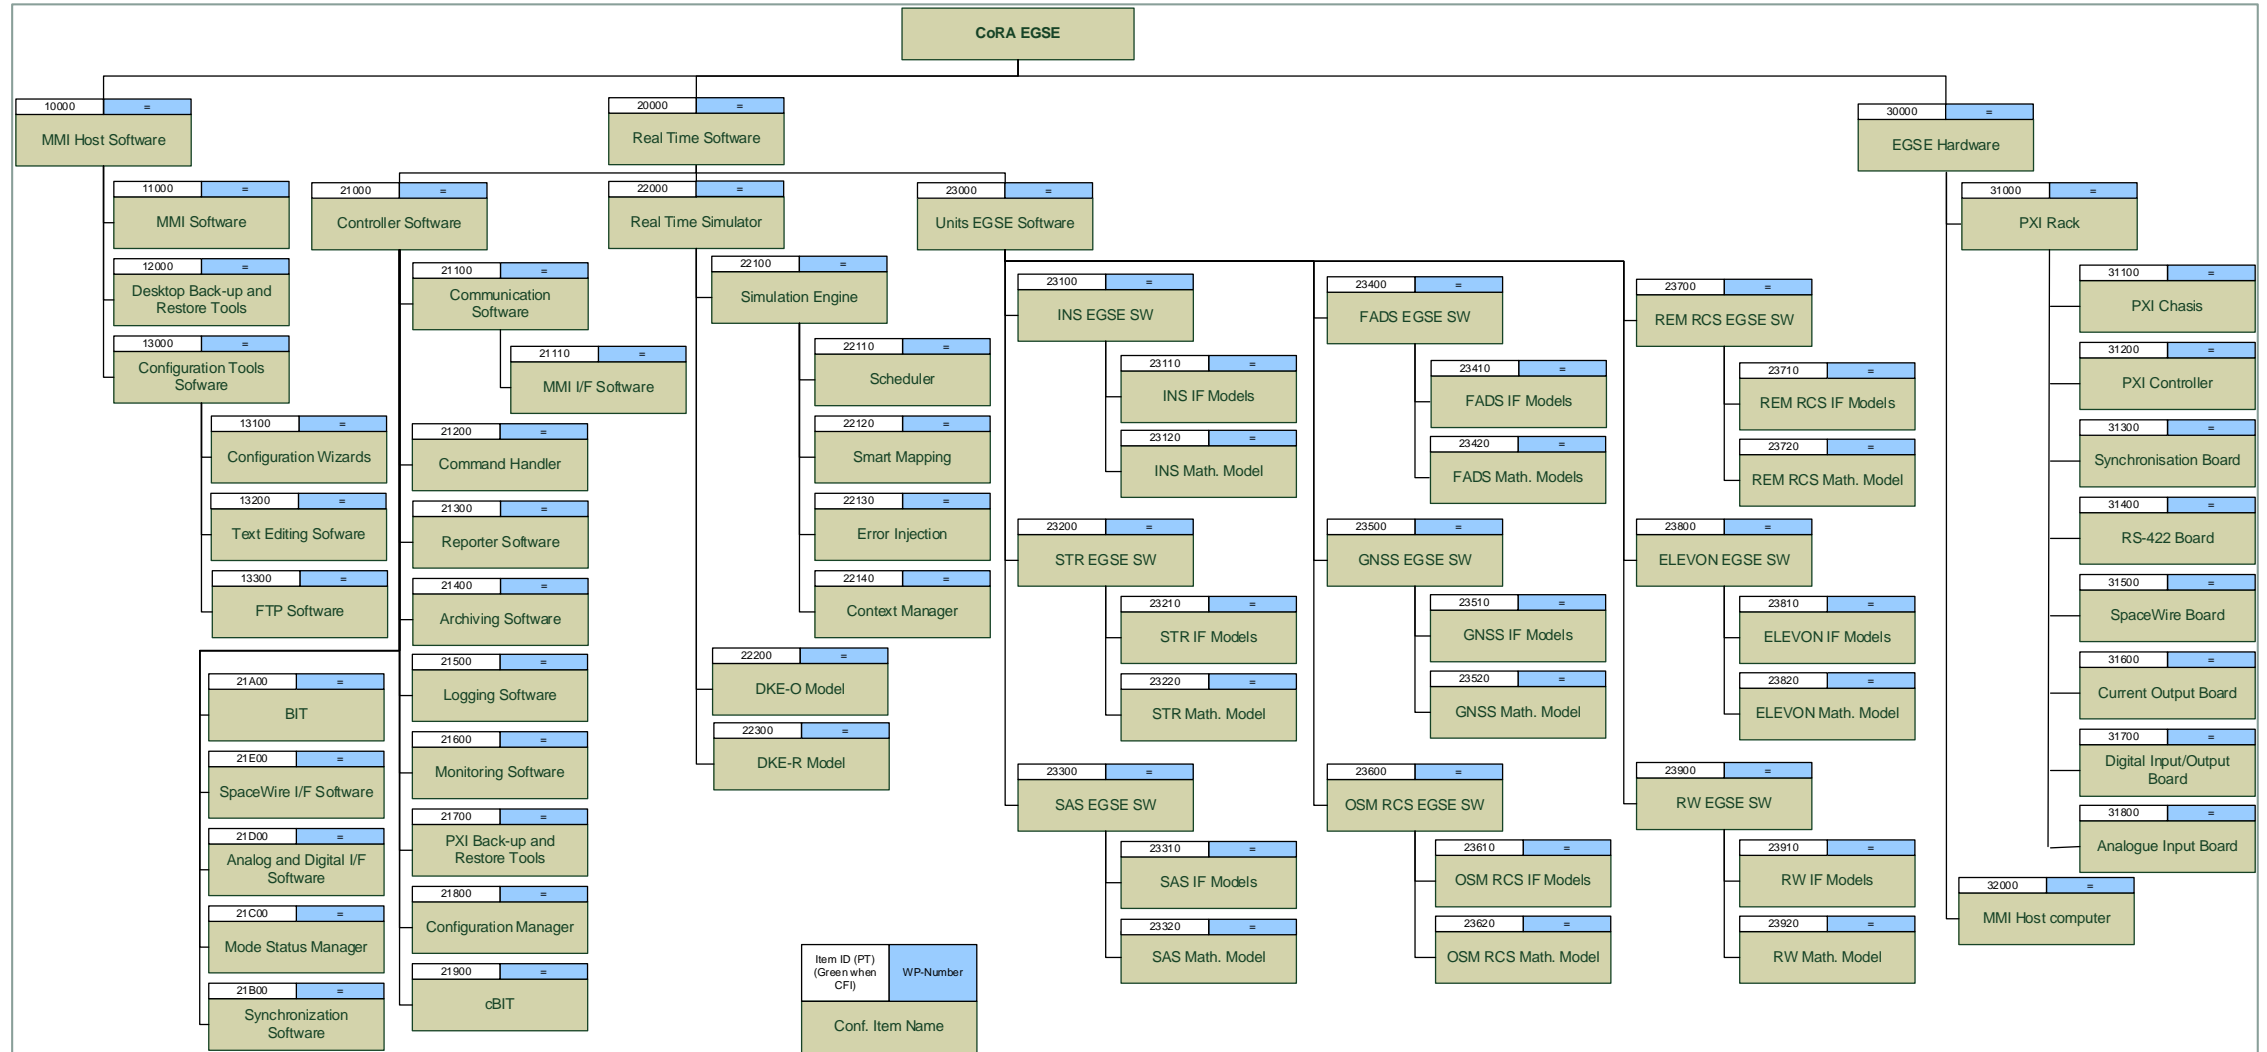 CoRA EGSE
10000 =
MMI Host Software
11000 =
MMI Software
12000 =
Desktop Back-up and
Restore Tools
13000 =
Configuration Tools
Sofware
13100 =
Configuration Wizards
13200 =
Text Editing Sofware
13300 =
FTP Software
20000 =
Real Time Software
21000 =
Controller Software
21100 =
Communication
Software
21110 =
MMI I/F Software
21200 =
Command Handler
21300 =
Reporter Software
21400 =
Archiving Software
21500 =
Logging Software
21600 =
Monitoring Software
21700 =
PXI Back-up and
Restore Tools
21800 =
Configuration Manager
21900 =
cBIT
21A00 =
BIT
21E00 =
SpaceWire I/F Software
21D00 =
Analog and Digital I/F
Software
21C00 =
Mode Status Manager
21B00 =
Synchronization
Software
22000 =
Real Time Simulator
22100 =
Simulation Engine
22110 =
Scheduler
22120 =
Smart Mapping
22130 =
Error Injection
22140 =
Context Manager
22200 =
DKE-O Model
22300 =
DKE-R Model
23000 =
Units EGSE Software
23100 =
INS EGSE SW
23110 =
INS IF Models
23120 =
INS Math. Model
23200 =
STR EGSE SW
23210 =
STR IF Models
23220 =
STR Math. Model
23300 =
SAS EGSE SW
23310 =
SAS IF Models
23320 =
SAS Math. Model
23400 =
FADS EGSE SW
23410 =
FADS IF Models
23420 =
FADS Math. Models
23500 =
GNSS EGSE SW
23510 =
GNSS IF Models
23520 =
GNSS Math. Model
23600 =
OSM RCS EGSE SW
23610 =
OSM RCS IF Models
23620 =
OSM RCS Math. Model
23700 =
REM RCS EGSE SW
23710 =
REM RCS IF Models
23720 =
REM RCS Math. Model
23800 =
ELEVON EGSE SW
23810 =
ELEVON IF Models
23820 =
ELEVON Math. Model
23900 =
RW EGSE SW
23910 =
RW IF Models
23920 =
RW Math. Model
30000 =
EGSE Hardware
31000 =
PXI Rack
31100 =
PXI Chasis
31200 =
PXI Controller
31300 =
Synchronisation Board
31400 =
RS-422 Board
31500 =
SpaceWire Board
31600 =
Current Output Board
31700 =
Digital Input/Output
Board
31800 =
Analogue Input Board
32000 =
MMI Host computer
Item ID (PT)
(Green when
CFI)
WP-Number
Conf. Item Name